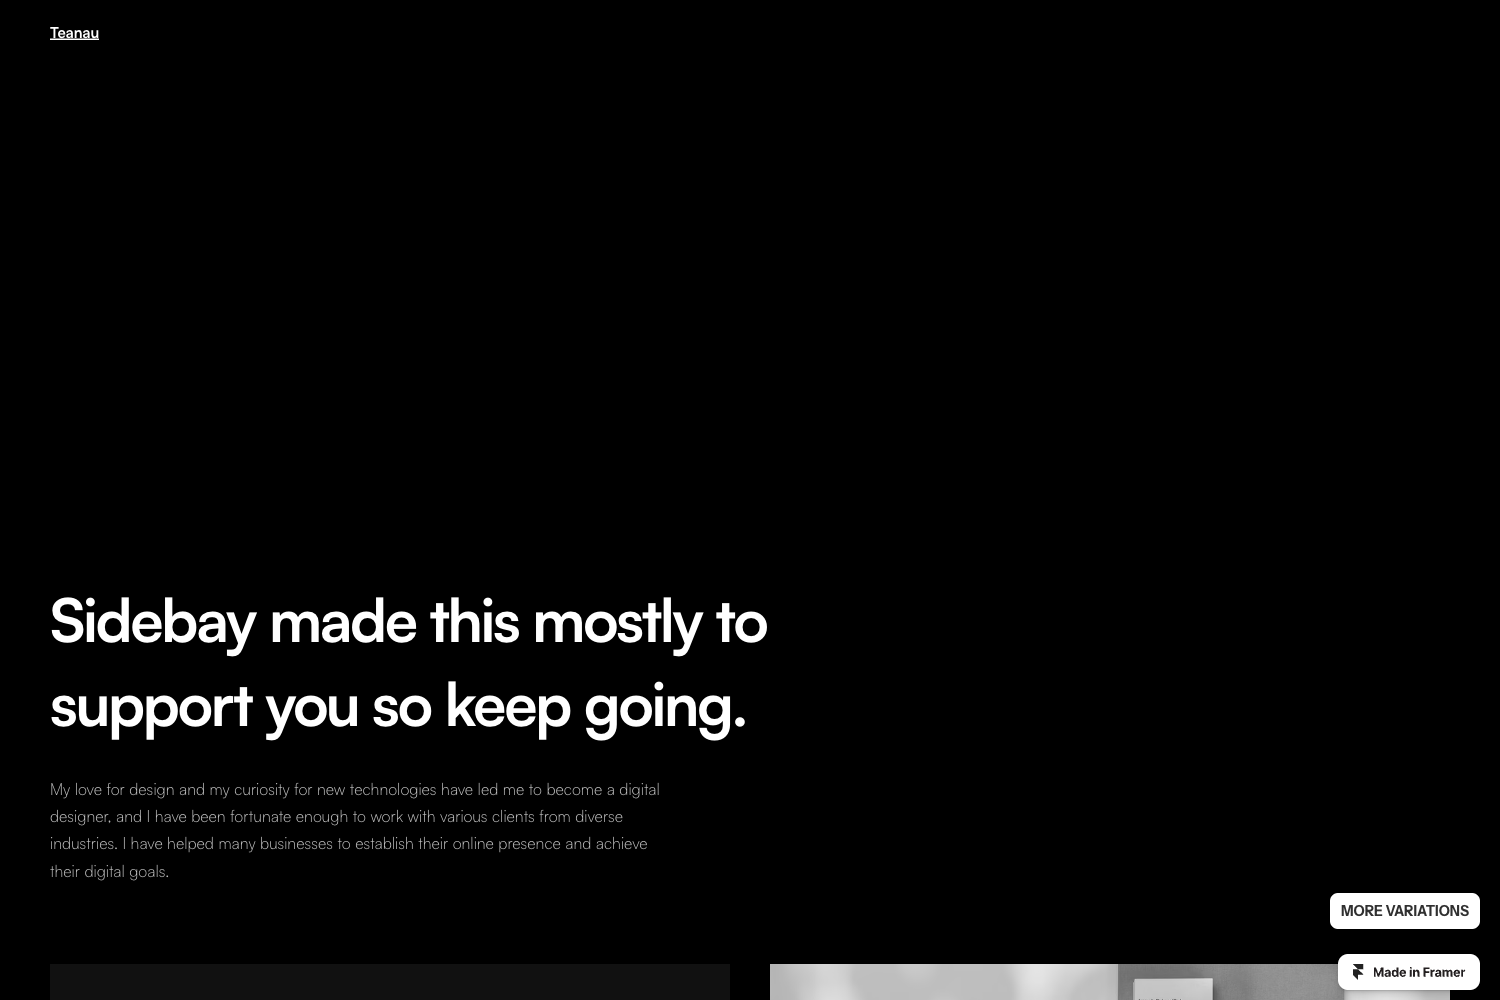 Teanau
Sidebay made this mostly to
support you so keep going.
My love for design and my curiosity for new technologies have led me to become a digital
designer, and I have been fortunate enough to work with various clients from diverse
industries. I have helped many businesses to establish their online presence and achieve
their digital goals.
MORE VARIATIONS
Made in Framer